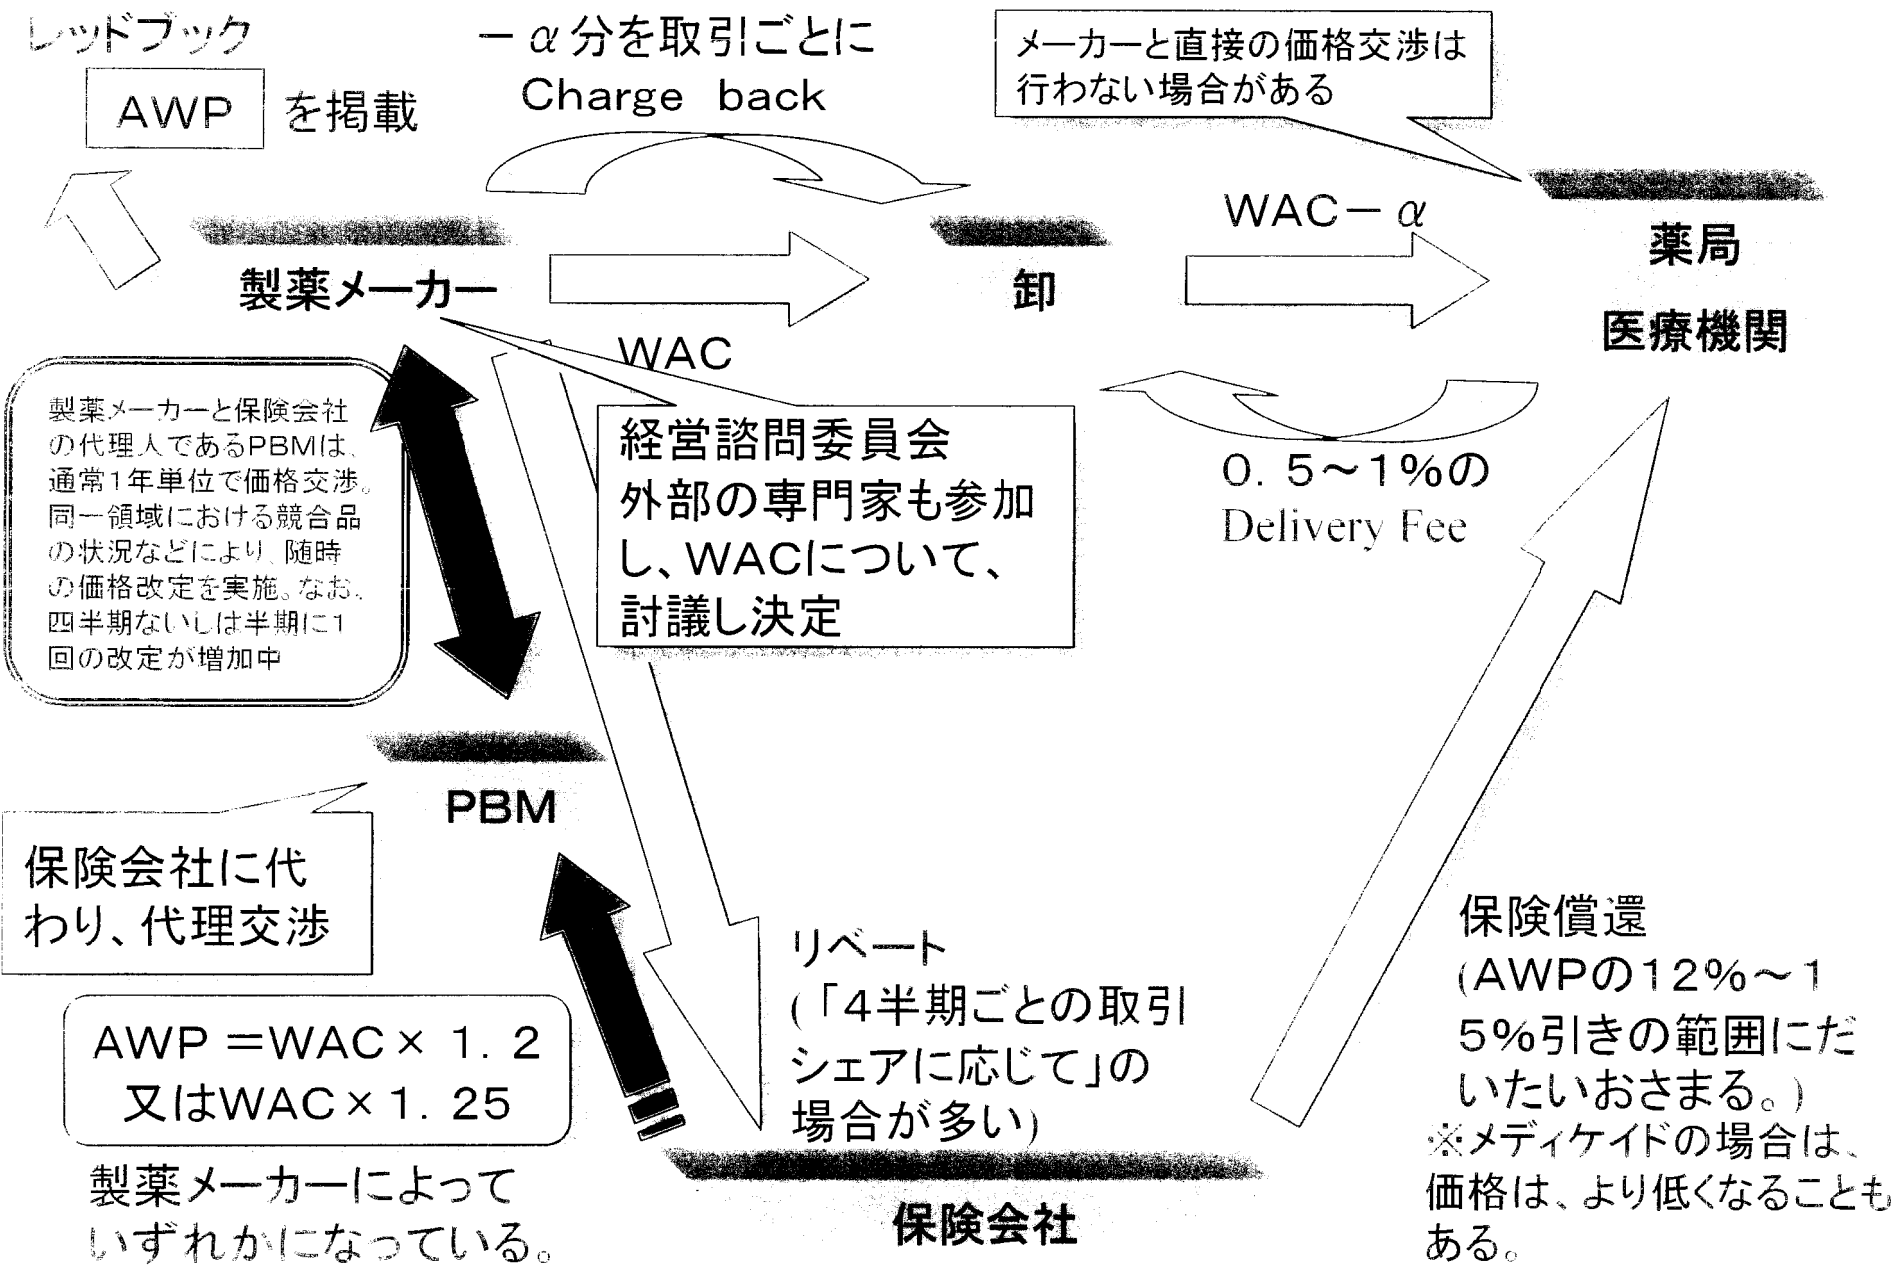 レッドブック
AWP を掲載
－α分を取引ごとに
Charge back
メーカーと直接の価格交渉は
行わない場合がある
製薬メーカー
WAC
卸
WAC－α
薬局
医療機関
製薬メーカーと保険会社
の代理人であるPBMは、
通常1年単位で価格交渉。
同一領域における競合品
の状況などにより、随時
の価格改定を実施。なお、
四半期ないしは半期に1
回の改定が増加中
経営諮問委員会
外部の専門家も参加
し、WACについて、
討議し決定
0. 5～1%の
Delivery Fee
PBM
保険会社に代
わり、代理交渉
AWP＝WAC× 1. 2
又はWAC×1. 25
製薬メーカーによって
いずれかになっている。
リベート
(「4半期ごとの取引
シェアに応じて」の
場合が多い)
保険会社
保険償還
(AWPの12%～1
5%引きの範囲にだ
いたいおさまる。)
※メディケイドの場合は、
価格は、より低くなることも
ある。